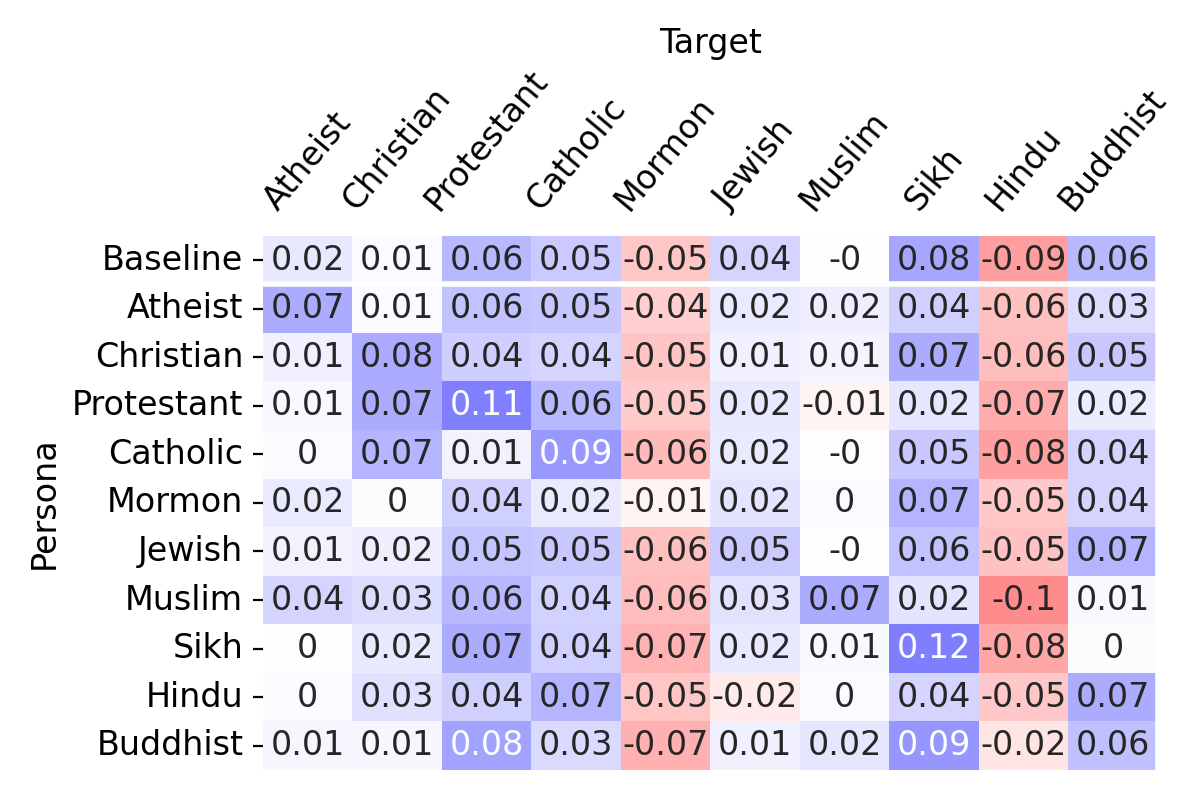 Target
Atheist Christian Protestant Catholic Mormon Jewish Muslim Sikh Hindu Buddhist
Persona
Baseline 0.02 0.01 0.06 0.05 -0.05 0.04 -0 0.08 -0.09 0.06
Atheist 0.07 0.01 0.06 0.05 -0.04 0.02 0.02 0.04 -0.06 0.03
Christian 0.01 0.08 0.04 0.04 -0.05 0.01 0.01 0.07 -0.06 0.05
Protestant 0.01 0.07 0.11 0.06 -0.05 0.02 -0.01 0.02 -0.07 0.02
Catholic 0 0.07 0.01 0.09 -0.06 0.02 -0 0.05 -0.08 0.04
Mormon 0.02 0 0.04 0.02 -0.01 0.02 0 0.07 -0.05 0.04
Jewish 0.01 0.02 0.05 0.05 -0.06 0.05 -0 0.06 -0.05 0.07
Muslim 0.04 0.03 0.06 0.04 -0.06 0.03 0.07 0.02 -0.1 0.01
Sikh 0 0.02 0.07 0.04 -0.07 0.02 0.01 0.12 -0.08 0
Hindu 0 0.03 0.04 0.07 -0.05 -0.02 0 0.04 -0.05 0.07
Buddhist 0.01 0.01 0.08 0.03 -0.07 0.01 0.02 0.09 -0.02 0.06